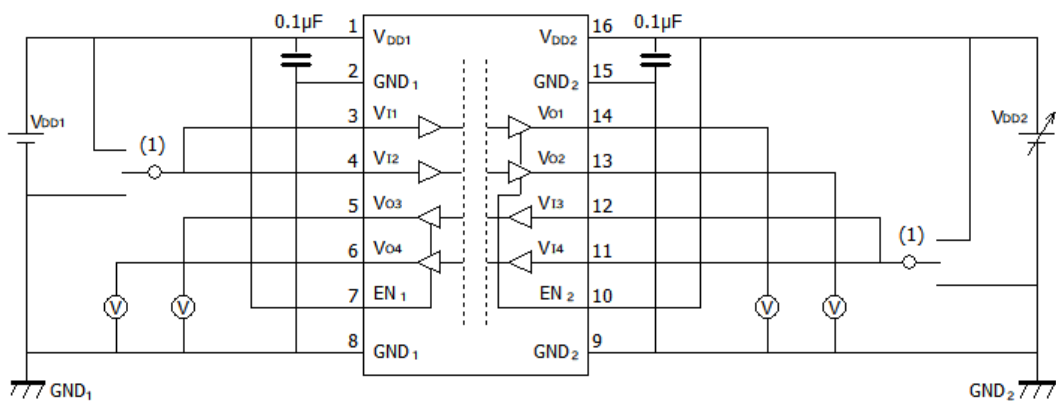 0.1µF 1 16 0.1µF
VDD1 VDD2
2 15
GND1 GND2
3 VI1 VO1 14
VDD1 VDD2
(1) 4 VI2 VO2 13
5 VO3 VI3 12
(1)
6 VO4 VI4 11
V V 7 EN1 EN2 10 V V
8 GND1 GND2 9
GND1 GND2